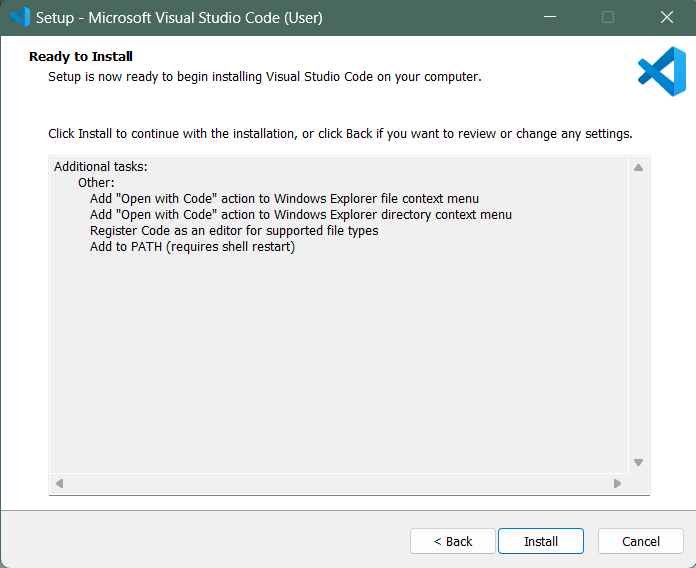 Setup - Microsoft Visual Studio Code (User)
Ready to Install
Setup is now ready to begin installing Visual Studio Code on your computer.
Click Install to continue with the installation, or click Back if you want to review or change any settings.
Additional tasks:
Other:
Add "Open with Code" action to Windows Explorer file context menu
Add "Open with Code" action to Windows Explorer directory context menu
Register Code as an editor for supported file types
Add to PATH (requires shell restart)
< Back
Install
Cancel